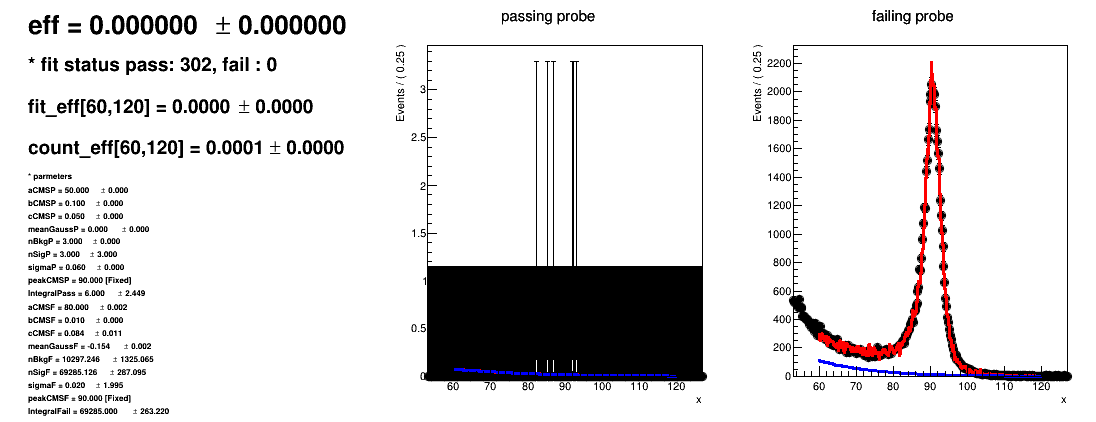 eff = 0.000000 ± 0.000000
* fit status pass: 302, fail : 0
fit_eff[60,120] = 0.0000 ± 0.0000
count_eff[60,120] = 0.0001 ± 0.0000
* parmeters
aCMSP = 50.000 ± 0.000
bCMSP = 0.100 ± 0.000
cCMSP = 0.050 ± 0.000
meanGaussP = 0.000 ± 0.000
nBkgP = 3.000 ± 0.000
nSigP = 3.000 ± 3.000
sigmaP = 0.060 ± 0.000
peakCMSP = 90.000 [Fixed]
IntegralPass = 6.000 ± 2.449
aCMSF = 80.000 ± 0.002
bCMSF = 0.010 ± 0.000
cCMSF = 0.084 ± 0.011
meanGaussF = -0.154 ± 0.002
nBkgF = 10297.246 ± 1325.065
nSigF = 69285.126 ± 287.095
sigmaF = 0.020 ± 1.995
peakCMSF = 90.000 [Fixed]
IntegralFail = 69285.000 ± 263.220
passing probe
Events / ( 0.25 )
3
2.5
2
1.5
1
0.5
0
60 70 80 90 100 110 120
x
failing probe
Events / ( 0.25 )
2200
2000
1800
1600
1400
1200
1000
800
600
400
200
0
60 70 80 90 100 110 120
x